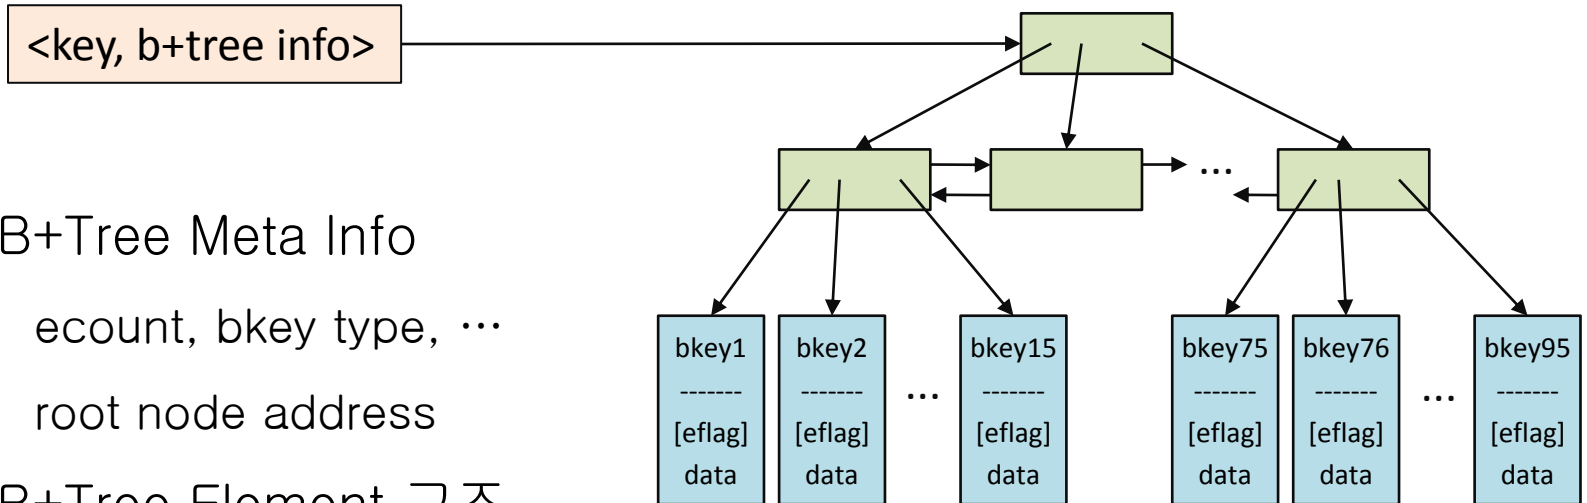 <key, b+tree info>
...
B+Tree Meta Info
ecount, bkey type, ⋯
root node address
B+Tree Element 구조
bkey1
-------
[eflag]
data
bkey2
-------
[eflag]
data
...
bkey15
-------
[eflag]
data
bkey75
-------
[eflag]
data
bkey76
-------
[eflag]
data
...
bkey95
-------
[eflag]
data